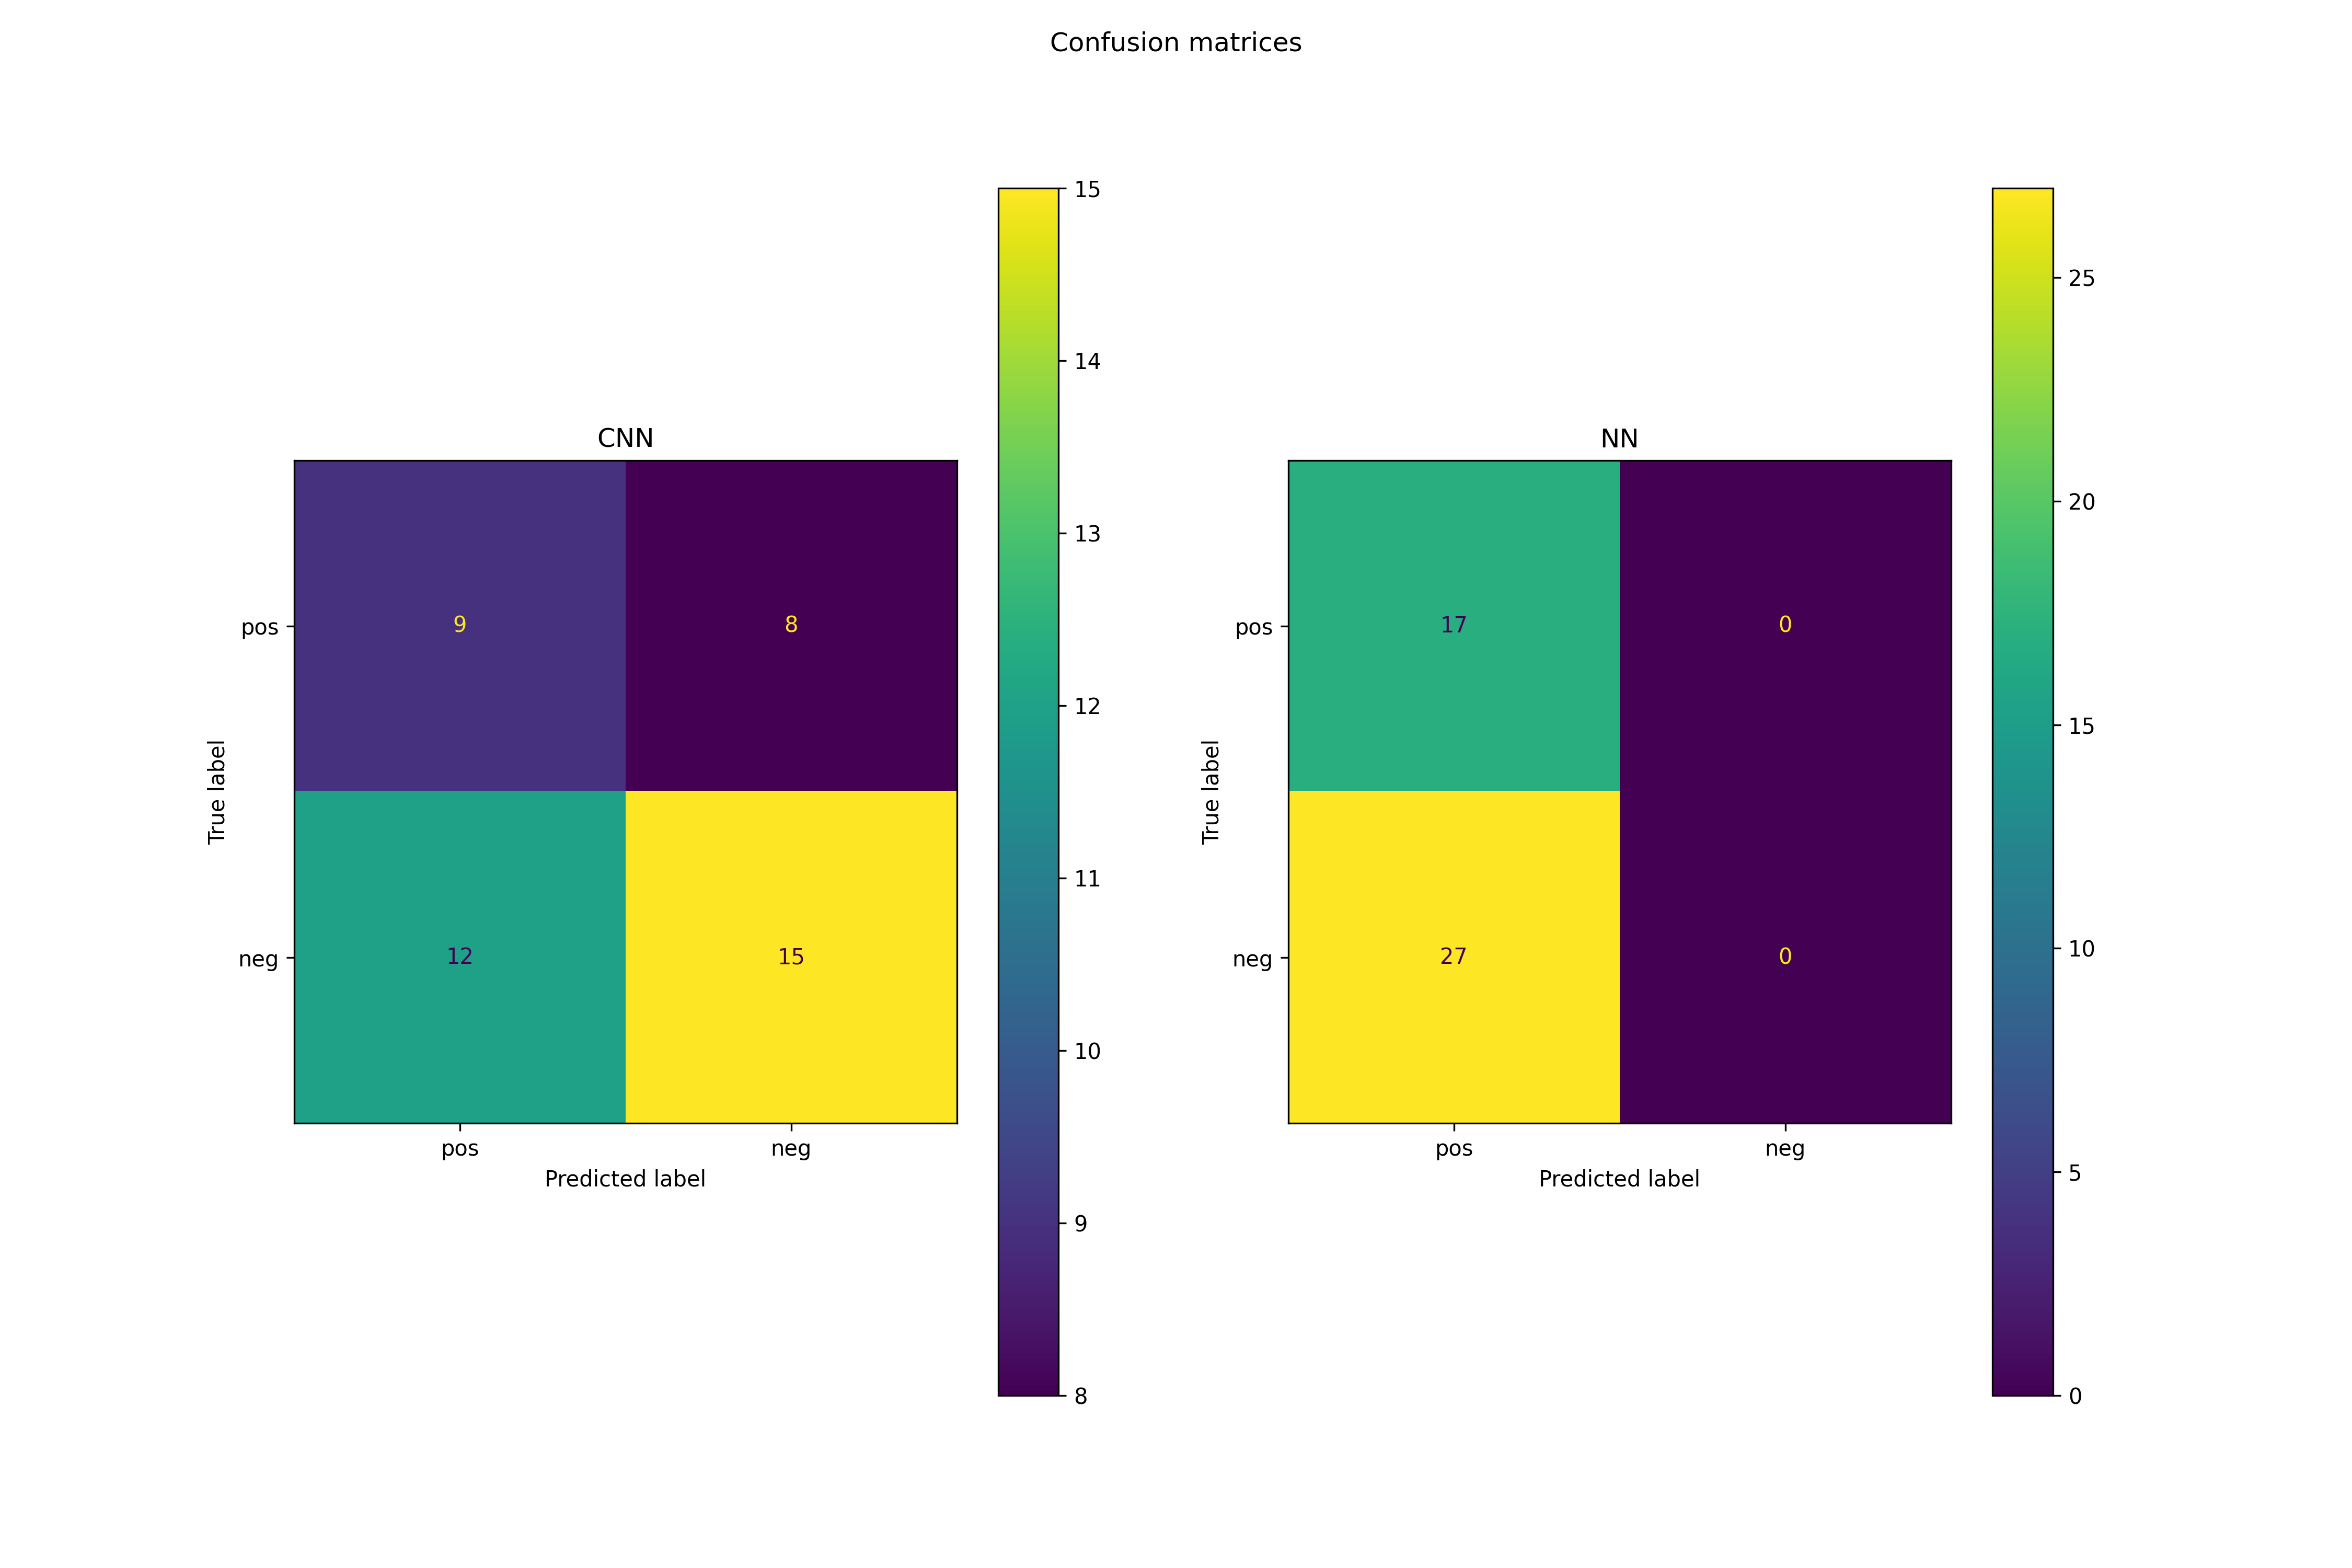 Confusion matrices
CNN
True label
pos
neg
9
8
12
15
pos
neg
Predicted label
15
14
13
12
11
10
9
8
NN
True label
pos
neg
17
0
27
0
pos
neg
Predicted label
25
20
15
10
5
0